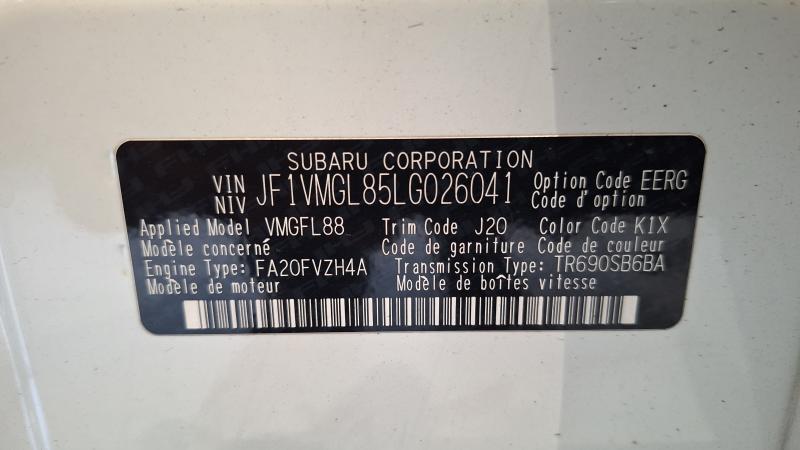 SUBARU CORPORATION
VIN NIV JF1VMGL85LG026041 Option Code EERG
Code d'option
Applied Model VMGFL88 Trim Code J20 Color Code K1X
Modèle concerné Code de garniture Code de couleur
Engine Type: FA20FVZH4A Transmission Type: TR690SB6BA
Modèle de moteur Modèle de boîtes vitesse